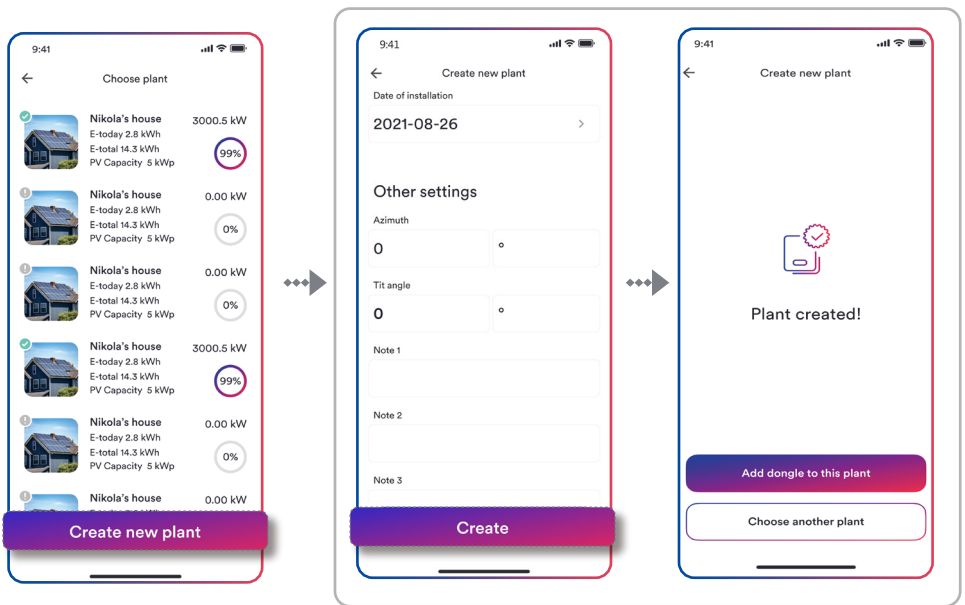 9:41
Choose plant
Nikola's house
3000.5 kW
E-today 2.8 kWh
E-total 14.3 kWh
99%
PV Capacity 5 kWp
Nikola's house
0.00 kW
E-today 2.8 kWh
E-total 14.3 kWh
0%
PV Capacity 5 kWp
Nikola's house
0.00 kW
E-today 2.8 kWh
E-total 14.3 kWh
0%
PV Capacity 5 kWp
Nikola's house
3000.5 kW
E-today 2.8 kWh
E-total 14.3 kWh
99%
PV Capacity 5 kWp
Nikola's house
0.00 kW
E-today 2.8 kWh
E-total 14.3 kWh
0%
PV Capacity 5 kWp
Nikola's house
0.00 kW
Create new plant
9:41
Create new plant
Date of installation
2021-08-26
Other settings
Azimuth
0 °
Tit angle
0 °
Note 1
Note 2
Note 3
Create
9:41
Create new plant
Plant created!
Add dongle to this plant
Choose another plant